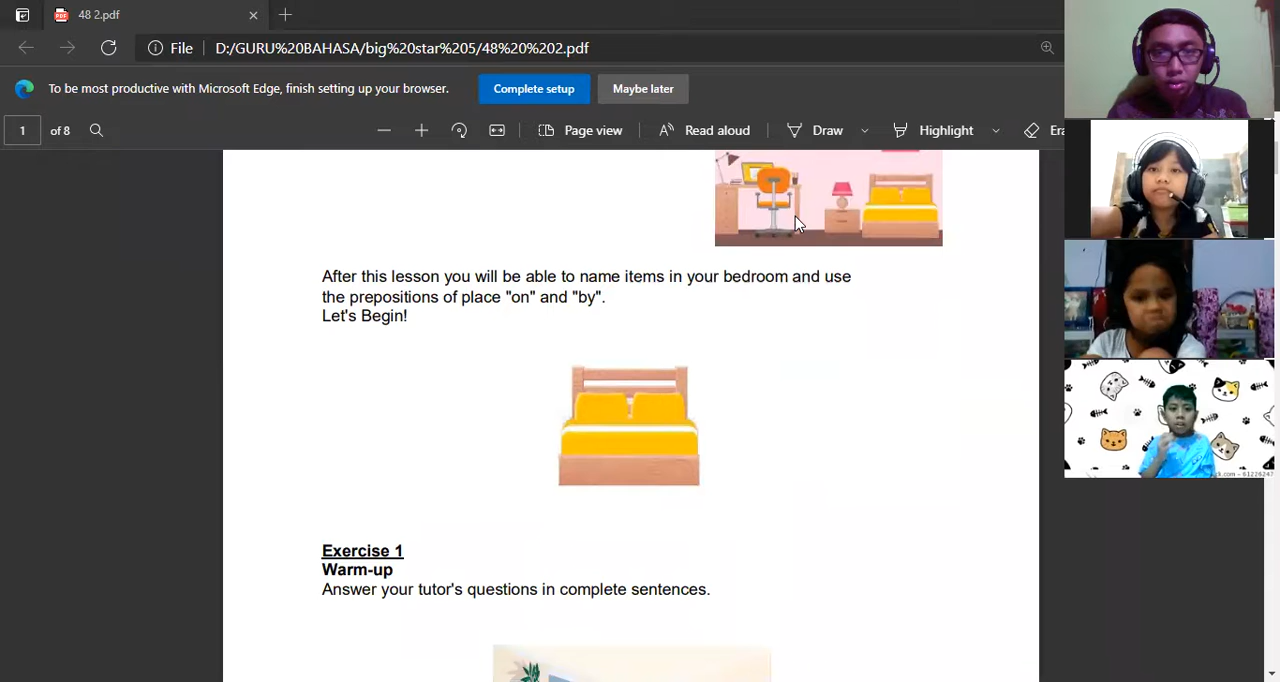 48 2.pdf
File D:/GURU%20BAHASA/big%20star%205/48%20%202.pdf
To be most productive with Microsoft Edge, finish setting up your browser. Complete setup Maybe later
1 of 8 Page view Read aloud Draw Highlight Era
After this lesson you will be able to name items in your bedroom and use
the prepositions of place "on" and "by".
Let's Begin!
Exercise 1
Warm-up
Answer your tutor's questions in complete sentences.